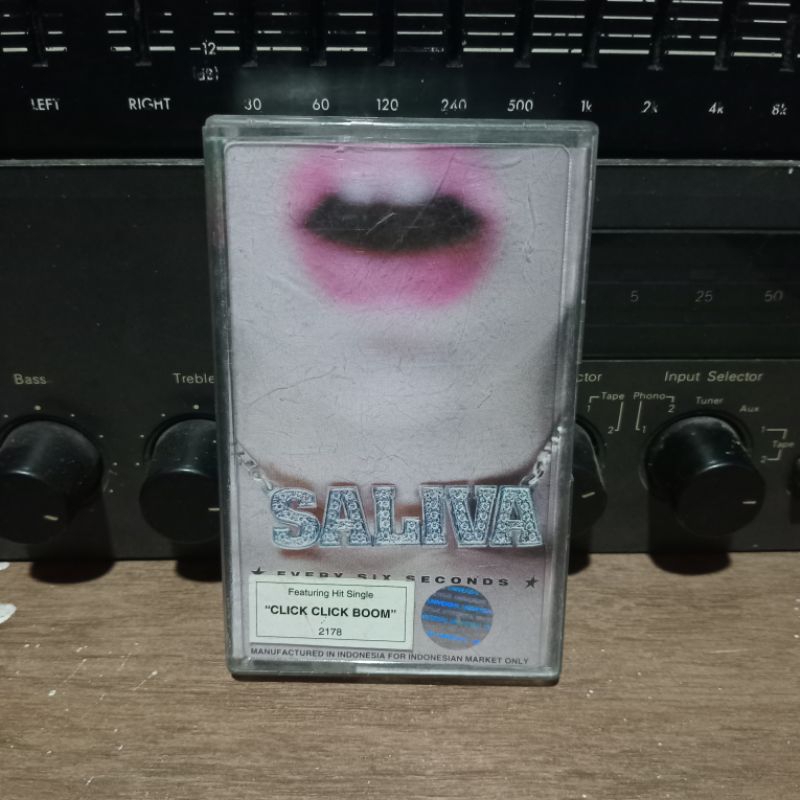 -12
(dB)
LEFT RIGHT 30 60 120 240 500 1k 2k 4k 8k
5 25 50
Bass Treble Input Selector
Tape Phono Tuner Aux
1 2 1 2 1 2 Tape
SALIVA
★ EVERY SIX SECONDS ★
Featuring Hit Single
"CLICK CLICK BOOM"
2178
MANUFACTURED IN INDONESIA FOR INDONESIAN MARKET ONLY